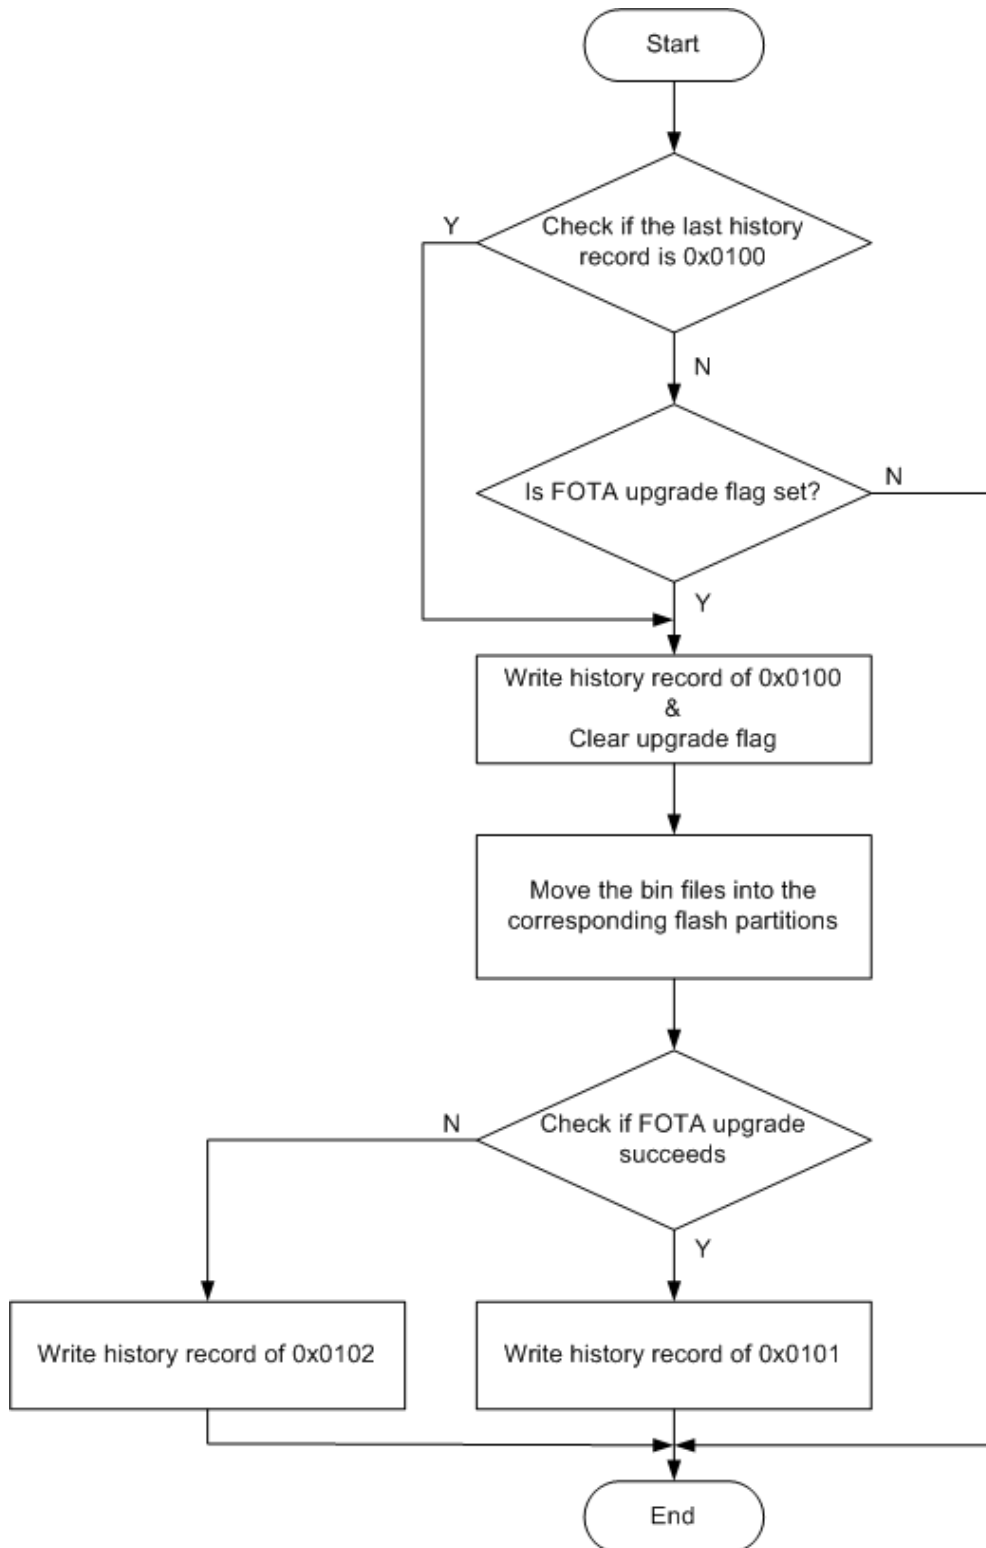 Start
Check if the last history
record is 0x0100
Y
N
Is FOTA upgrade flag set?
N
Y
Write history record of 0x0100
&
Clear upgrade flag
Move the bin files into the
corresponding flash partitions
Check if FOTA upgrade
succeeds
N
Y
Write history record of 0x0102
Write history record of 0x0101
End